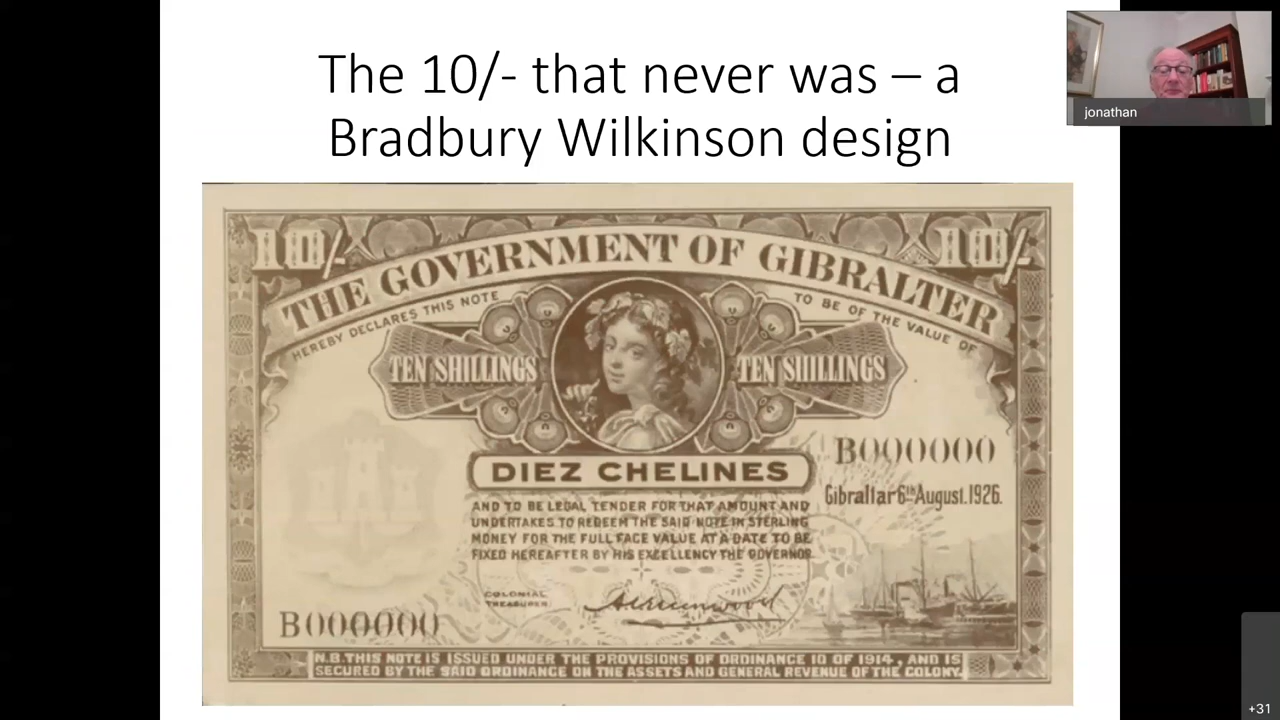 The 10/- that never was – a
Bradbury Wilkinson design
jonathan
10/-
10/-
THE GOVERNMENT OF GIBRALTER
HEREBY DECLARES THIS NOTE
TO BE OF THE VALUE OF
TEN SHILLINGS
TEN SHILLINGS
DIEZ CHELINES
B000000
Gibraltar 6th August. 1926.
AND TO BE LEGAL TENDER FOR THAT AMOUNT AND
UNDERTAKES TO REDEEM THE SAID NOTE IN STERLING
MONEY FOR THE FULL FACE VALUE AT A DATE TO BE
FIXED HEREAFTER BY HIS EXCELLENCY THE GOVERNOR
COLONIAL
TREASURER
B000000
N.B. THIS NOTE IS ISSUED UNDER THE PROVISIONS OF ORDINANCE 10 OF 1914, AND IS
SECURED BY THE SAID ORDINANCE ON THE ASSETS AND GENERAL REVENUE OF THE COLONY.
+31